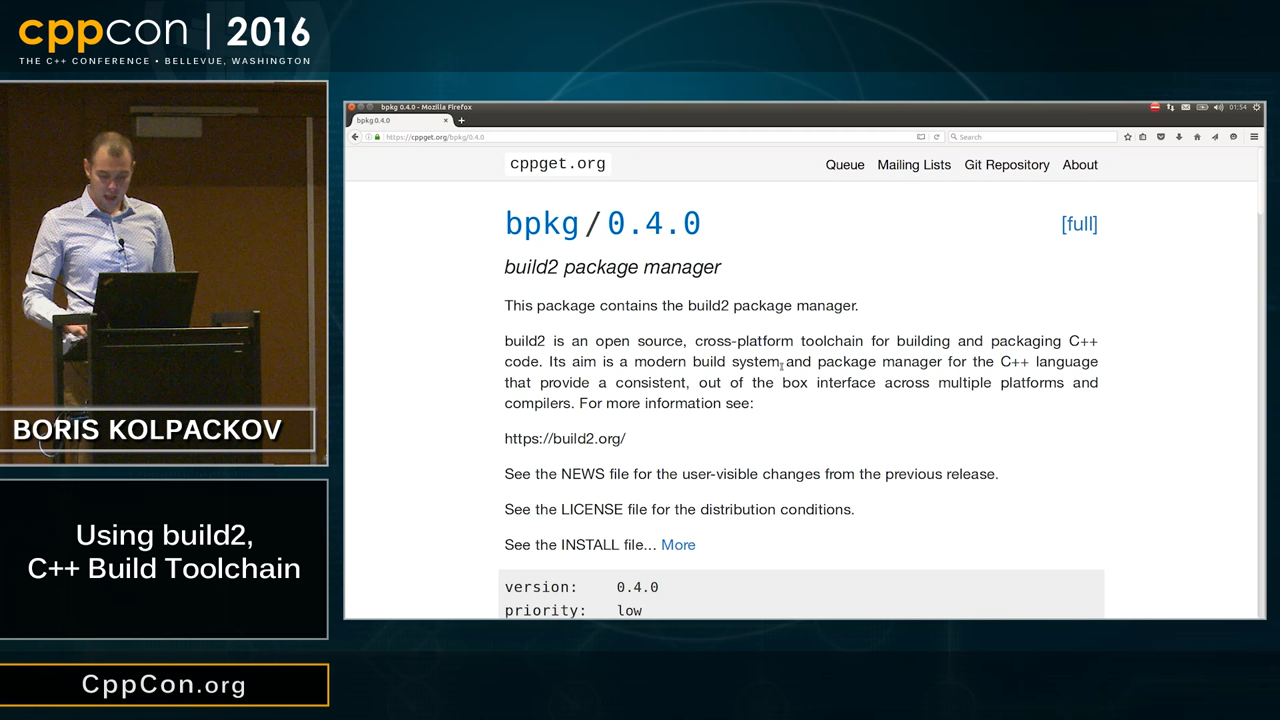 cppcon | 2016
THE C++ CONFERENCE • BELLEVUE, WASHINGTON
BORIS KOLPACKOV
Using build2,
C++ Build Toolchain
CppCon.org
bpkg 0.4.0 - Mozilla Firefox
01:54
bpkg 0.4.0
https://cppget.org/bpkg/0.4.0
Search
cppget.org
Queue Mailing Lists Git Repository About
bpkg/0.4.0 [full]
build2 package manager
This package contains the build2 package manager.
build2 is an open source, cross-platform toolchain for building and packaging C++
code. Its aim is a modern build system and package manager for the C++ language
that provide a consistent, out of the box interface across multiple platforms and
compilers. For more information see:
https://build2.org/
See the NEWS file for the user-visible changes from the previous release.
See the LICENSE file for the distribution conditions.
See the INSTALL file... More
version: 0.4.0
priority: low